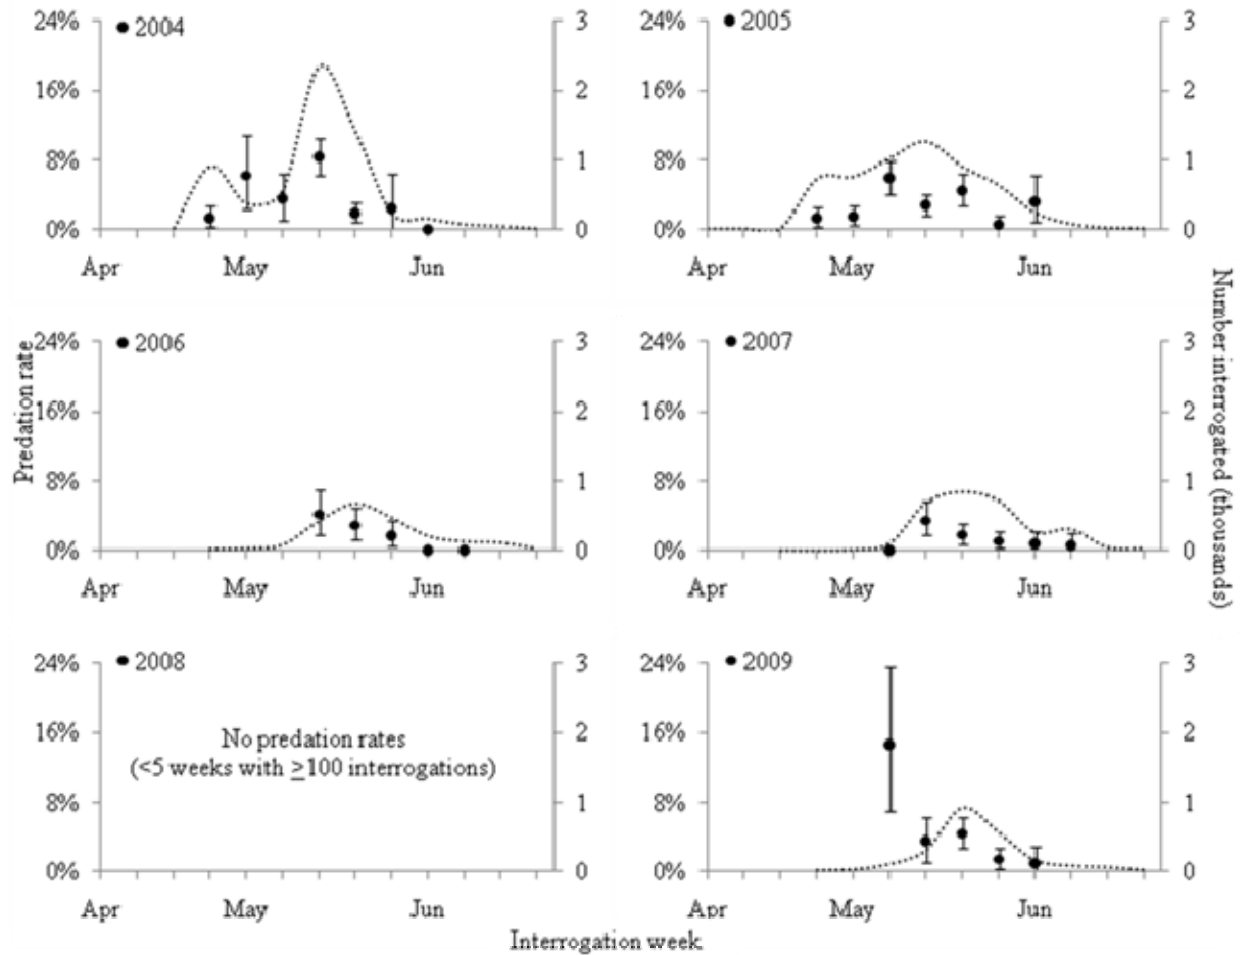 24%
16%
8%
0%
2004
3
2
1
0
Apr
May
Jun
24%
16%
8%
0%
2005
3
2
1
0
Apr
May
Jun
Predation rate
24%
16%
8%
0%
2006
3
2
1
0
Apr
May
Jun
24%
16%
8%
0%
2007
3
2
1
0
Apr
May
Jun
Number interrogated (thousands)
24%
16%
8%
0%
2008
No predation rates
(<5 weeks with ≥100 interrogations)
3
2
1
0
Apr
May
Jun
24%
16%
8%
0%
2009
3
2
1
0
Apr
May
Jun
Interrogation week